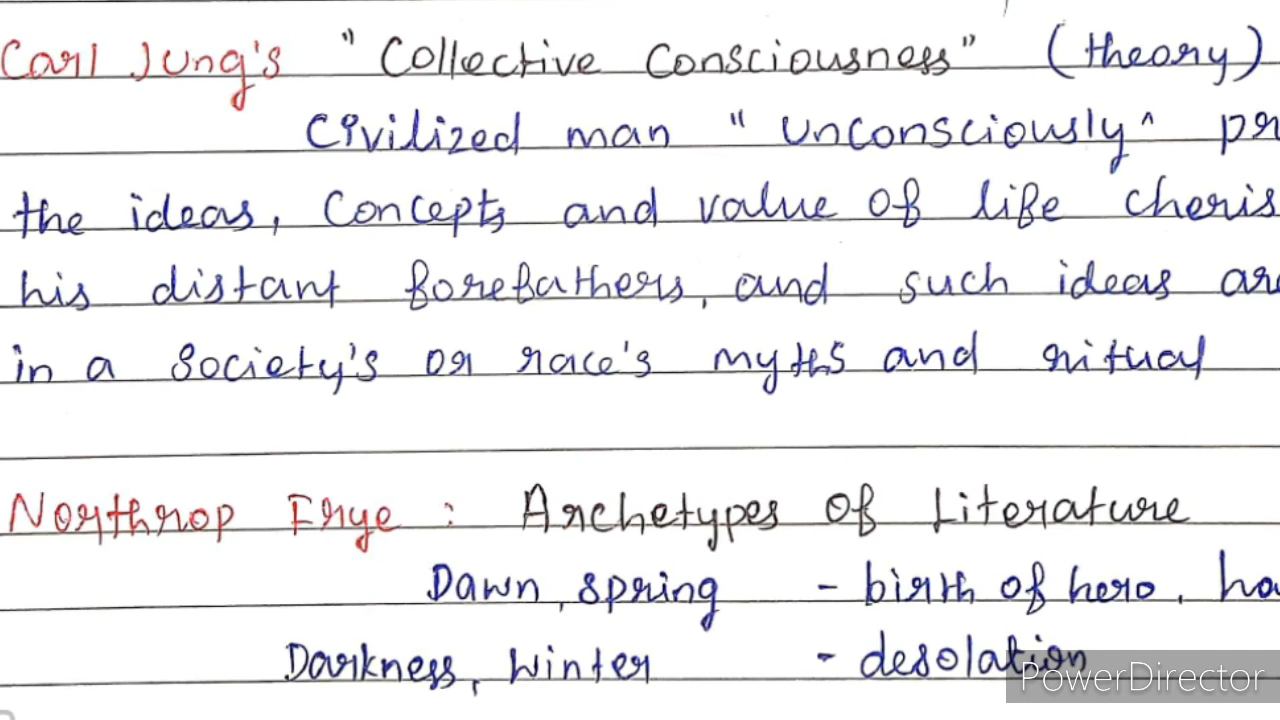 Carl Jung's "Collective Consciousness" (theory)
Civilized man "unconsciously" pr
the ideas, Concepts and value of life cheris
his distant forefathers, and such ideas are
in a society's or race's myths and ritual
Northrop Frye : Archetypes of Literature
Dawn, spring - birth of hero, ha
Darkness, winter - desolation
PowerDirector